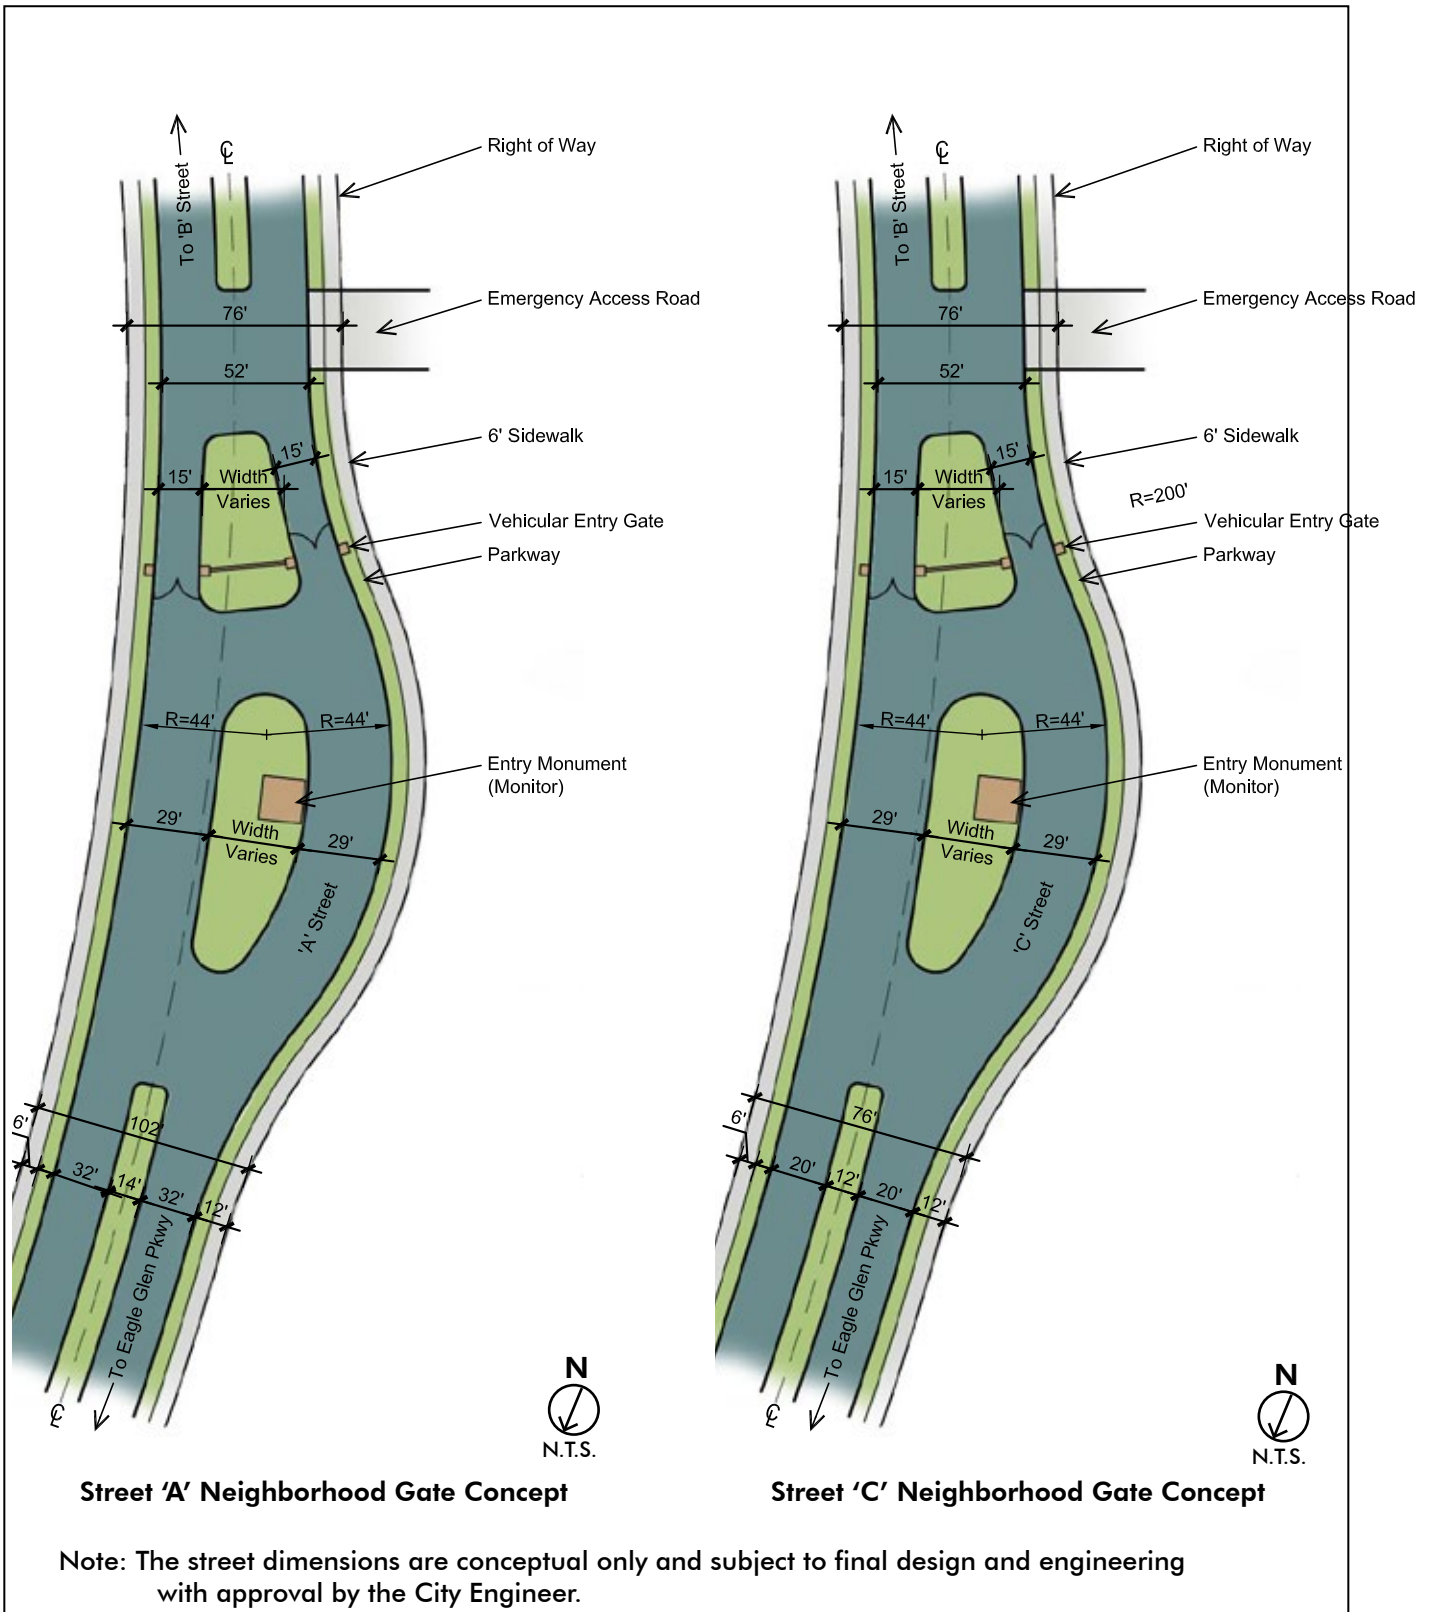 ℄
To 'B' Street
Right of Way
Emergency Access Road
76'
52'
6' Sidewalk
15'
15'
Width
Varies
Vehicular Entry Gate
Parkway
R=44'
R=44'
Entry Monument
(Monitor)
29'
Width
Varies
29'
'A' Street
102'
6'
32'
14'
32'
12'
To Eagle Glen Pkwy
℄
N
N.T.S.
Street ‘A’ Neighborhood Gate Concept
℄
To 'B' Street
Right of Way
Emergency Access Road
76'
52'
6' Sidewalk
15'
15'
Width
Varies
R=200'
Vehicular Entry Gate
Parkway
R=44'
R=44'
Entry Monument
(Monitor)
29'
Width
Varies
29'
'C' Street
76'
6'
20'
12'
20'
12'
To Eagle Glen Pkwy
℄
N
N.T.S.
Street ‘C’ Neighborhood Gate Concept
Note: The street dimensions are conceptual only and subject to final design and engineering
with approval by the City Engineer.